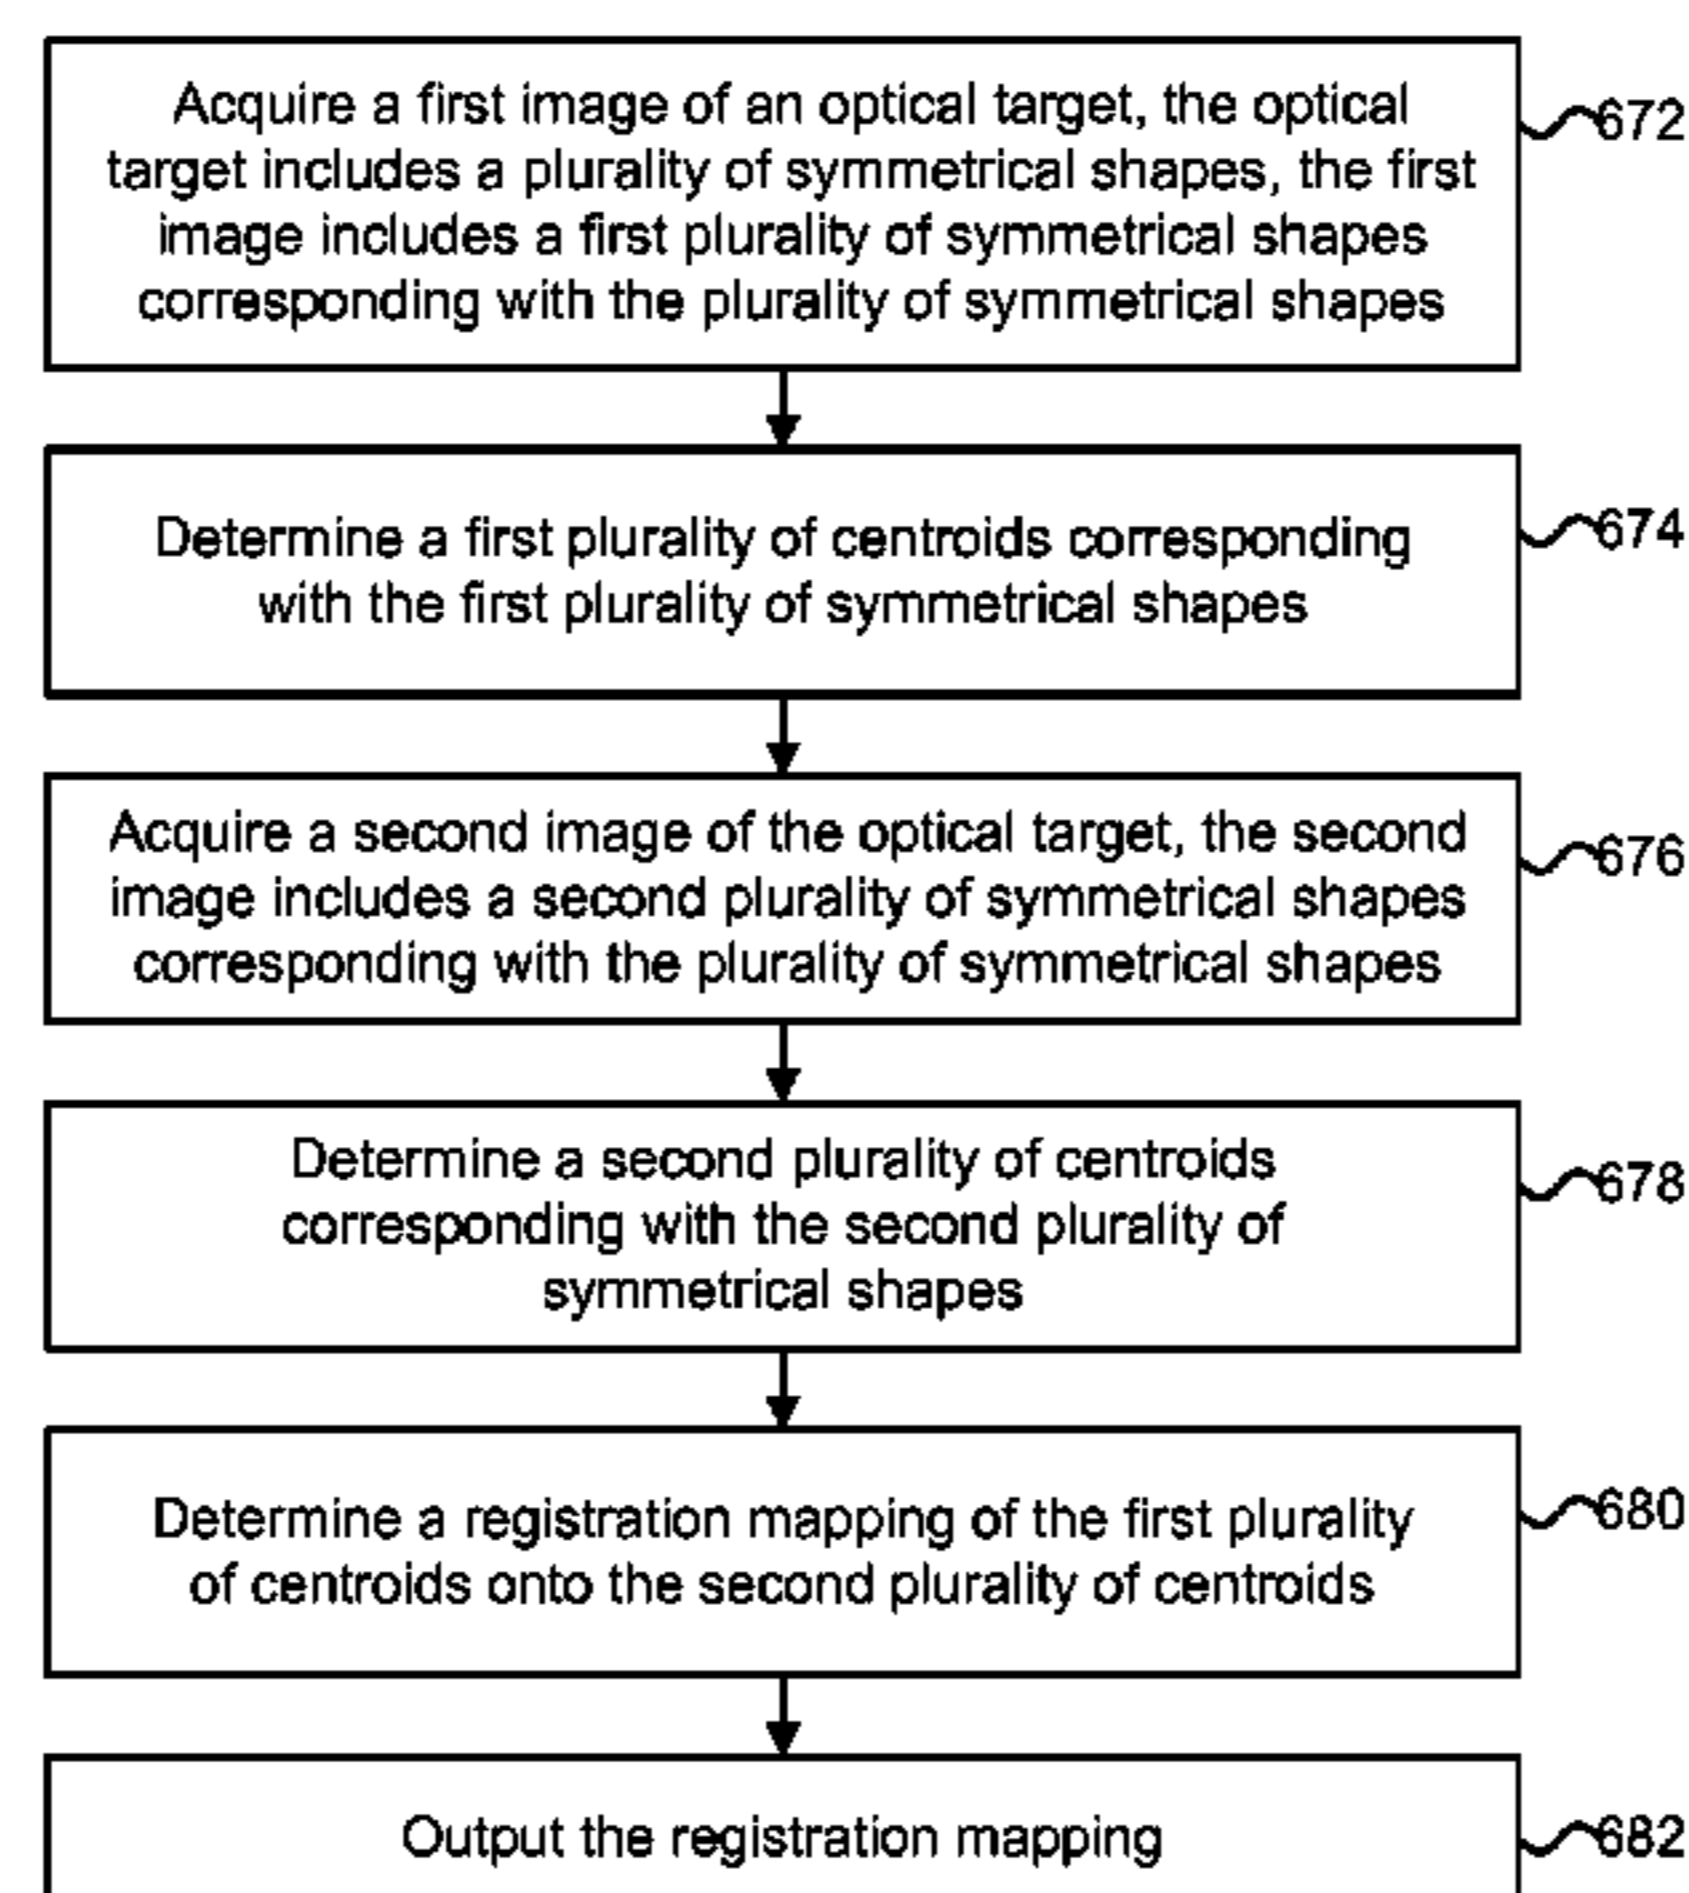 Acquire a first image of an optical target, the optical
target includes a plurality of symmetrical shapes, the first
image includes a first plurality of symmetrical shapes
corresponding with the plurality of symmetrical shapes
672
Determine a first plurality of centroids corresponding
with the first plurality of symmetrical shapes
674
Acquire a second image of the optical target, the second
image includes a second plurality of symmetrical shapes
corresponding with the plurality of symmetrical shapes
676
Determine a second plurality of centroids
corresponding with the second plurality of
symmetrical shapes
678
Determine a registration mapping of the first plurality
of centroids onto the second plurality of centroids
680
Output the registration mapping
682